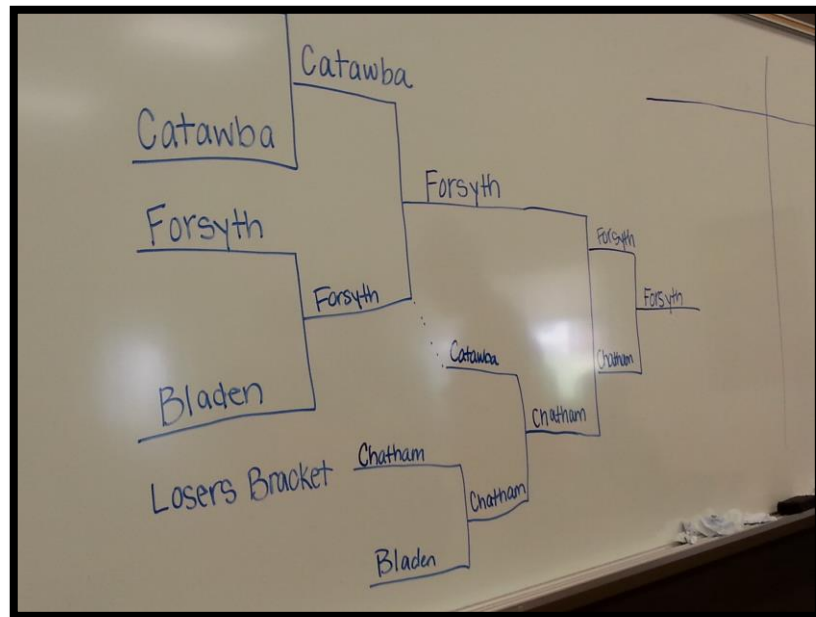 Catawba
Catawba
Forsyth
Forsyth
Forsyth
Forsyth
Forsyth
Catawba
Chatham
Bladen
Chatham
Losers Bracket
Chatham
Chatham
Bladen